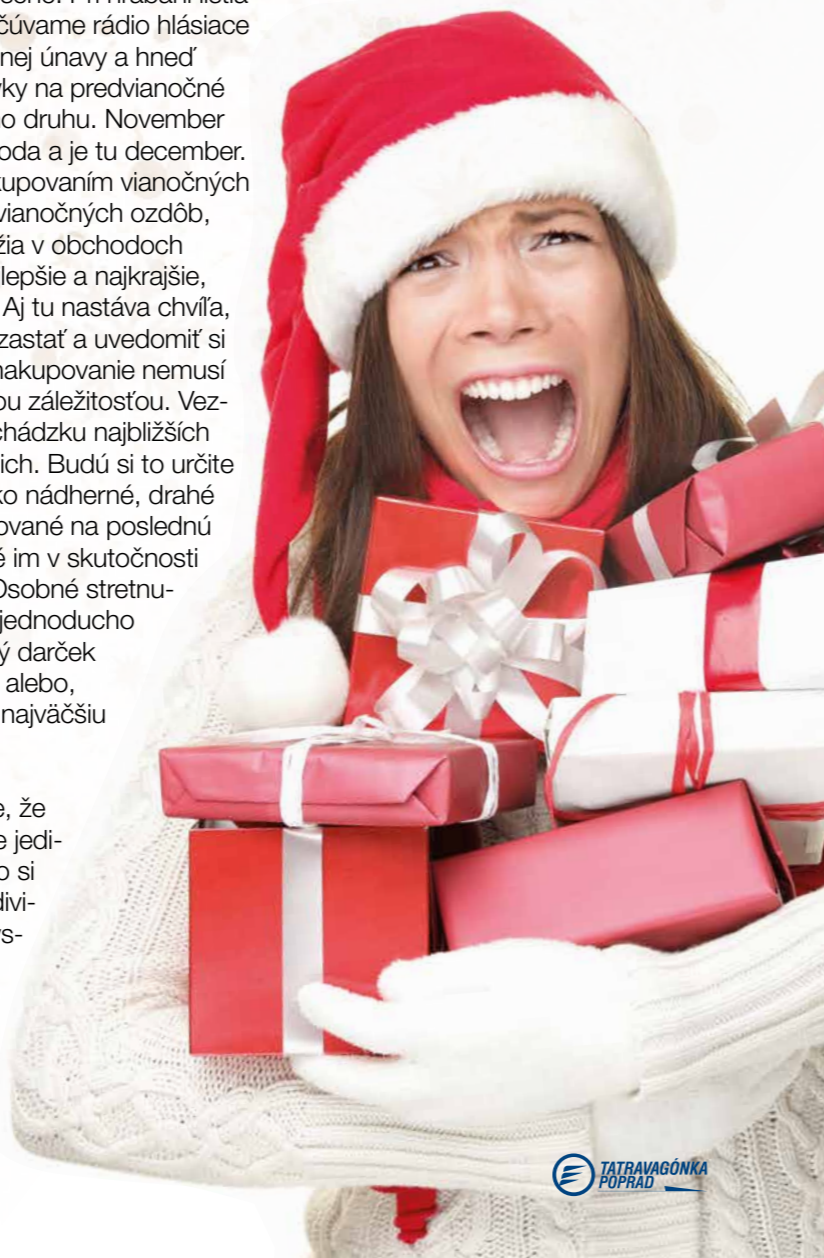 čúvame rádio hlásiace
nej únavy a hneď
ky na predvianočné
o druhu. November
oda a je tu december.
kupovaním vianočných
vianočných ozdôb,
žia v obchodoch
lepšie a najkrajšie,
Aj tu nastáva chvíľa,
zastať a uvedomiť si
nakupovanie nemusí
ou záležitosťou. Vez-
chádzku najbližších
ich. Budú si to určite
ko nádherné, drahé
ované na poslednú
é im v skutočnosti
Osobné stretnu-
jednoducho
ý darček
alebo,
najväčšiu
e, že
e jedi-
o si
divi-
vs-
TATRAVAGÓNKA
POPRAD